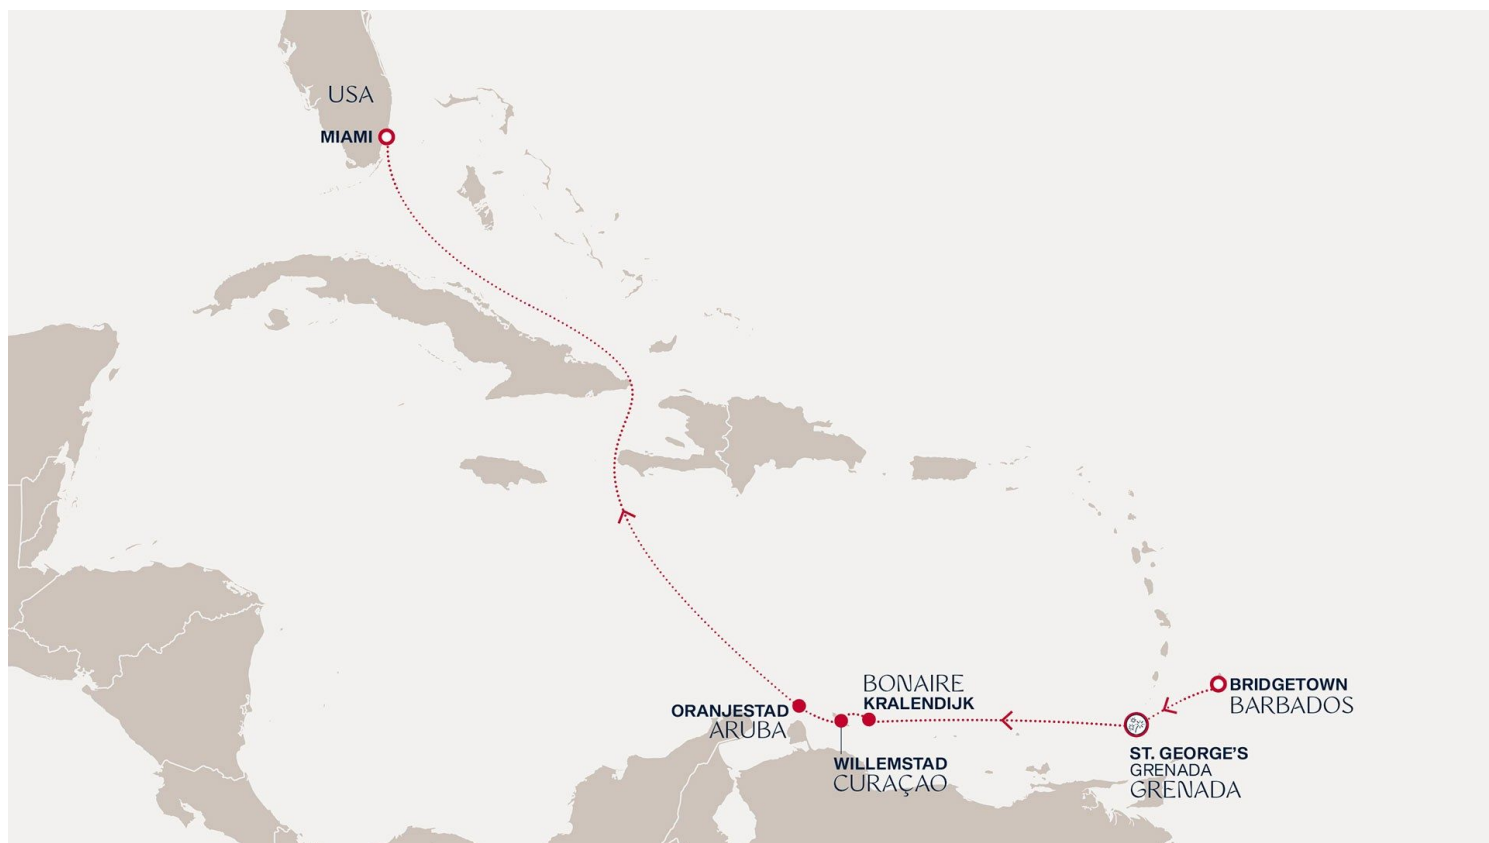 USA
MIAMI
BONAIRE
KRALENDIJK
ORANJESTAD
ARUBA
WILLEMSTAD
CURAÇAO
BRIDGETOWN
BARBADOS
ST. GEORGE'S
GRENADA
GRENADA